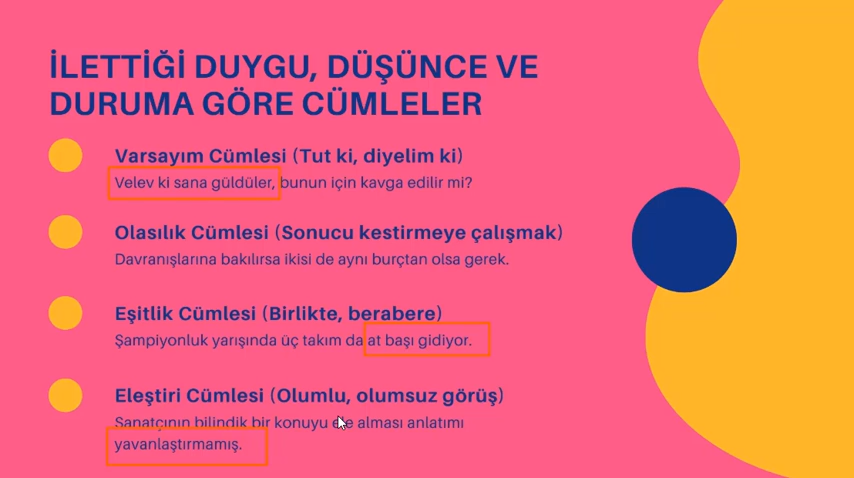 İLETTİĞİ DUYGU, DÜŞÜNCE VE
DURUMA GÖRE CÜMLELER
Varsayım Cümlesi (Tut ki, diyelim ki)
Velev ki sana güldüler, bunun için kavga edilir mi?
Olasılık Cümlesi (Sonucu kestirmeye çalışmak)
Davranışlarına bakılırsa ikisi de aynı burçtan olsa gerek.
Eşitlik Cümlesi (Birlikte, berabere)
Şampiyonluk yarışında üç takım da at başı gidiyor.
Eleştiri Cümlesi (Olumlu, olumsuz görüş)
Sanatçının bilindik bir konuyu ele alması anlatımı
yavanlaştırmamış.